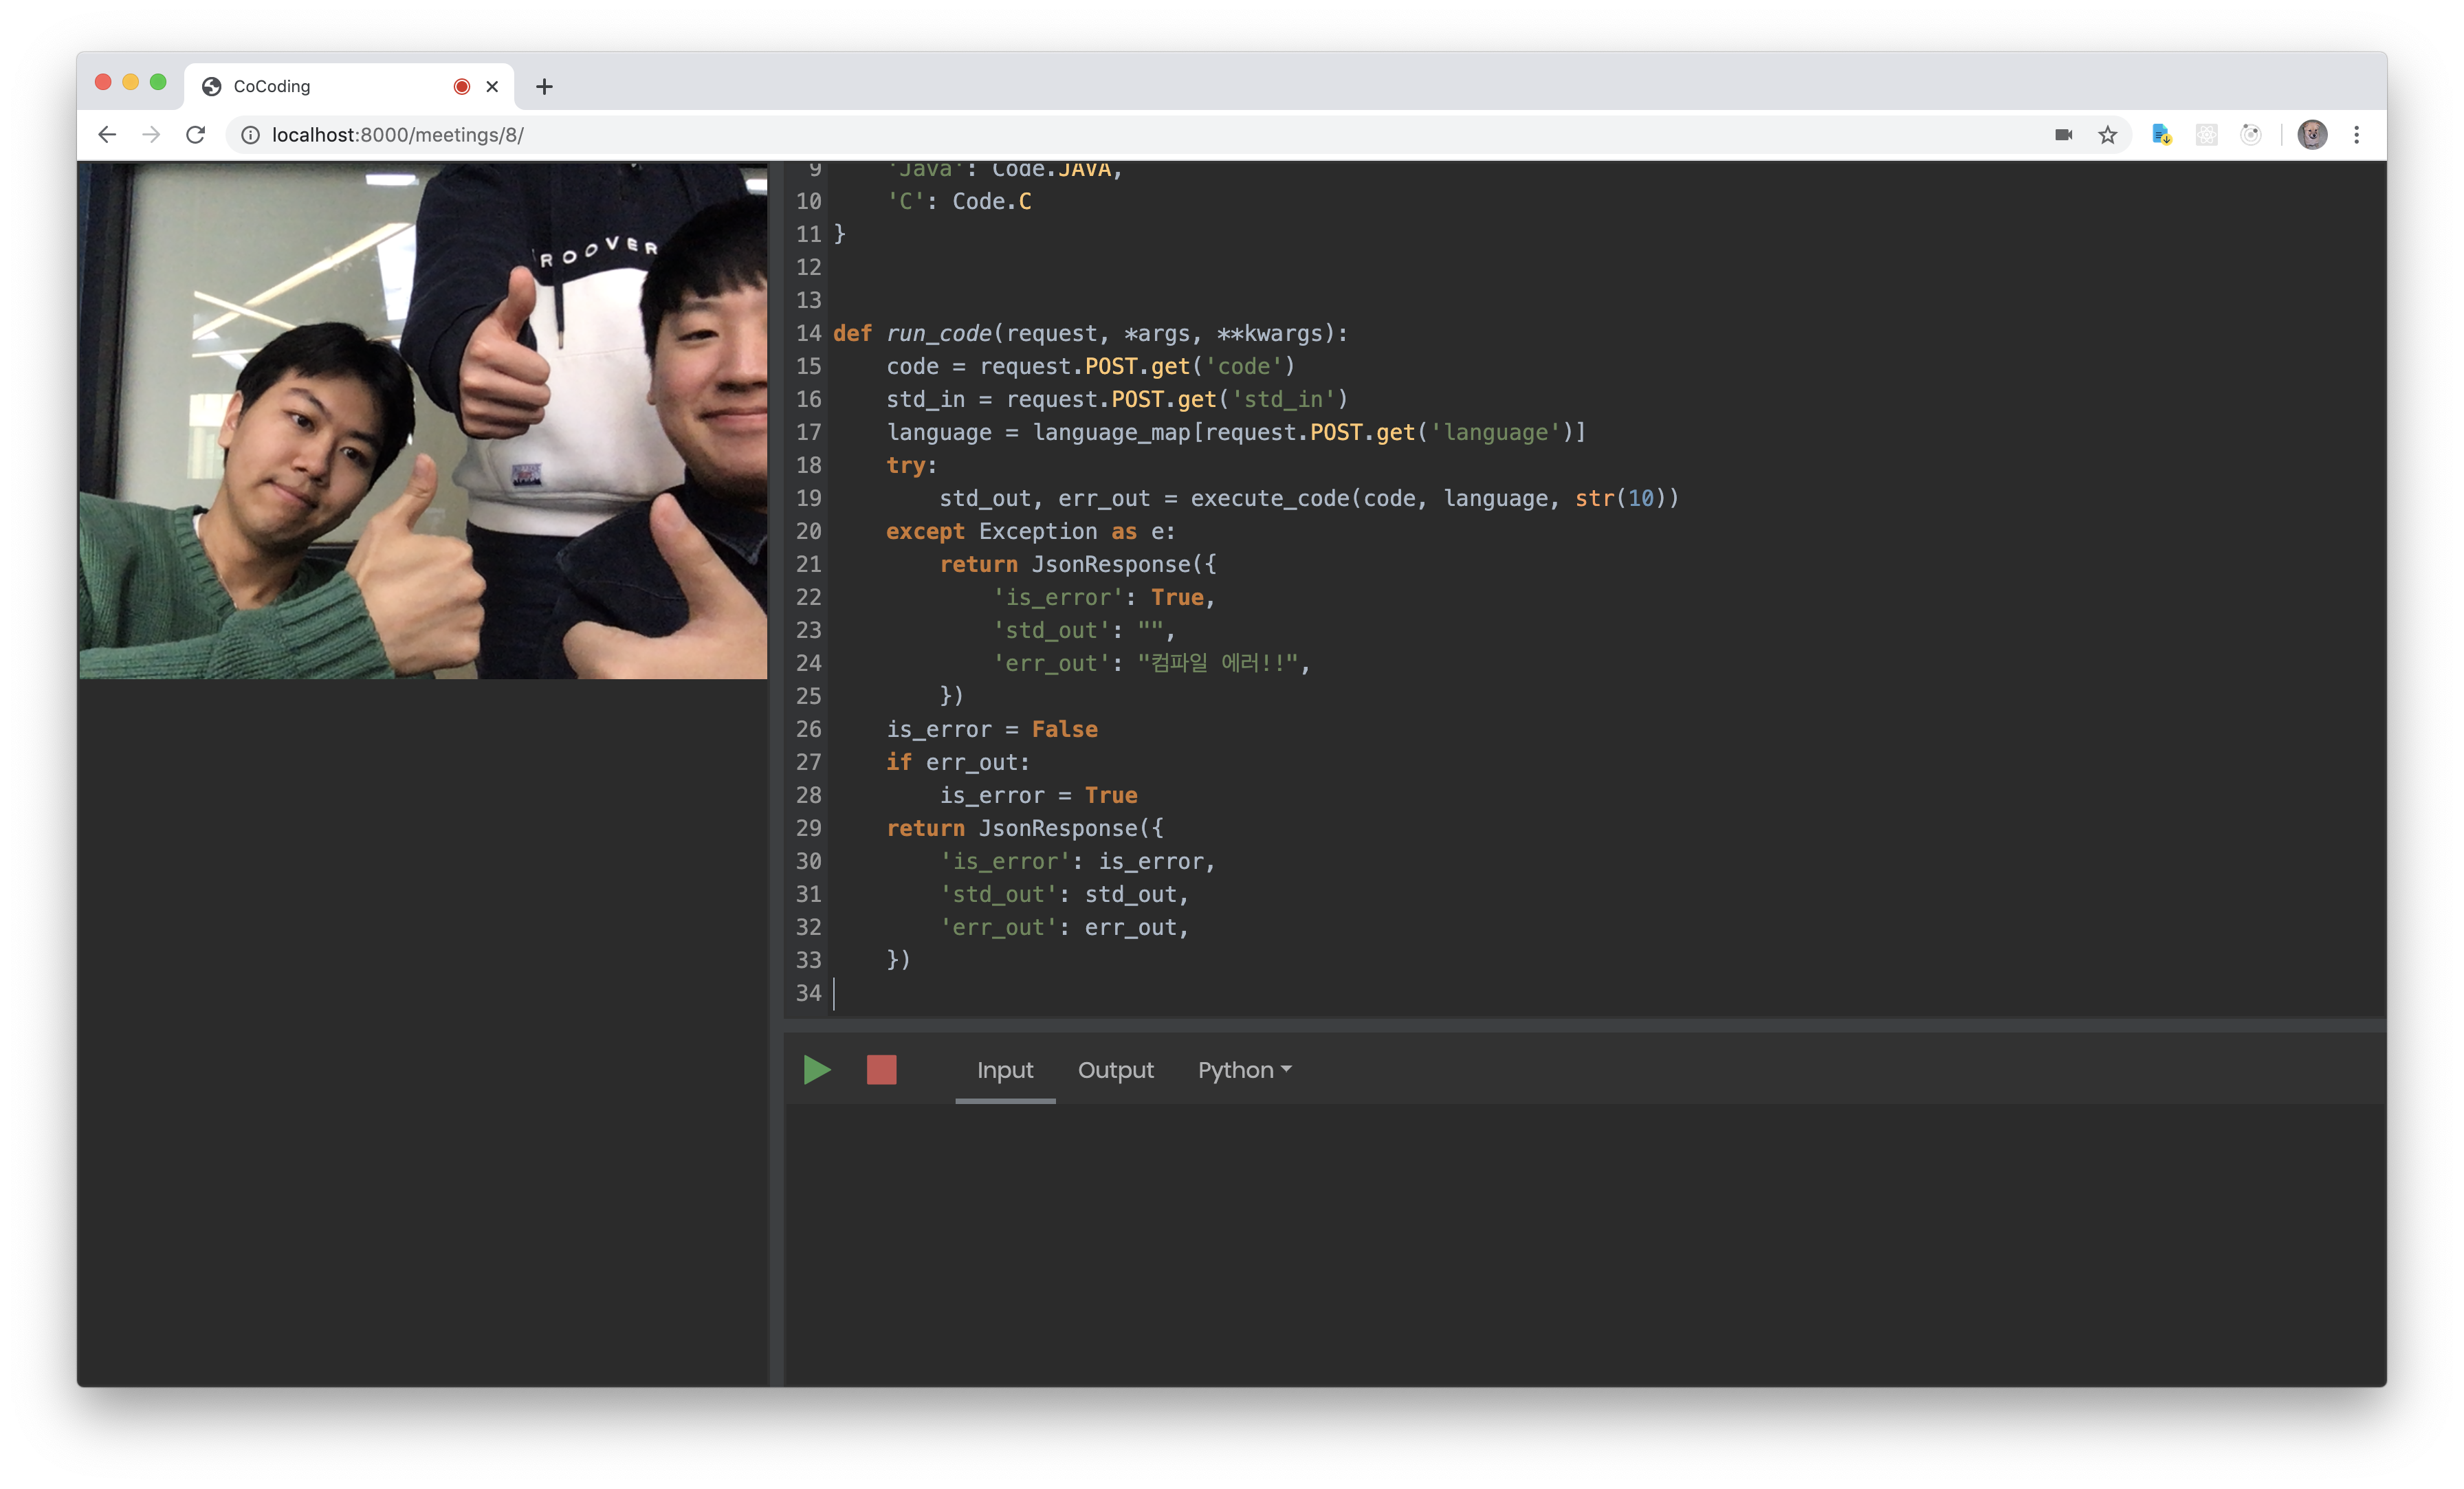 CoCoding
localhost:8000/meetings/8/
ROOVER
9 'Java': Code.JAVA,
10 'C': Code.C
11 }
12
13
14 def run_code(request, *args, **kwargs):
15 code = request.POST.get('code')
16 std_in = request.POST.get('std_in')
17 language = language_map[request.POST.get('language')]
18 try:
19 std_out, err_out = execute_code(code, language, str(10))
20 except Exception as e:
21 return JsonResponse({
22 'is_error': True,
23 'std_out': "",
24 'err_out': "컴파일 에러!!",
25 })
26 is_error = False
27 if err_out:
28 is_error = True
29 return JsonResponse({
30 'is_error': is_error,
31 'std_out': std_out,
32 'err_out': err_out,
33 })
34
Input Output Python